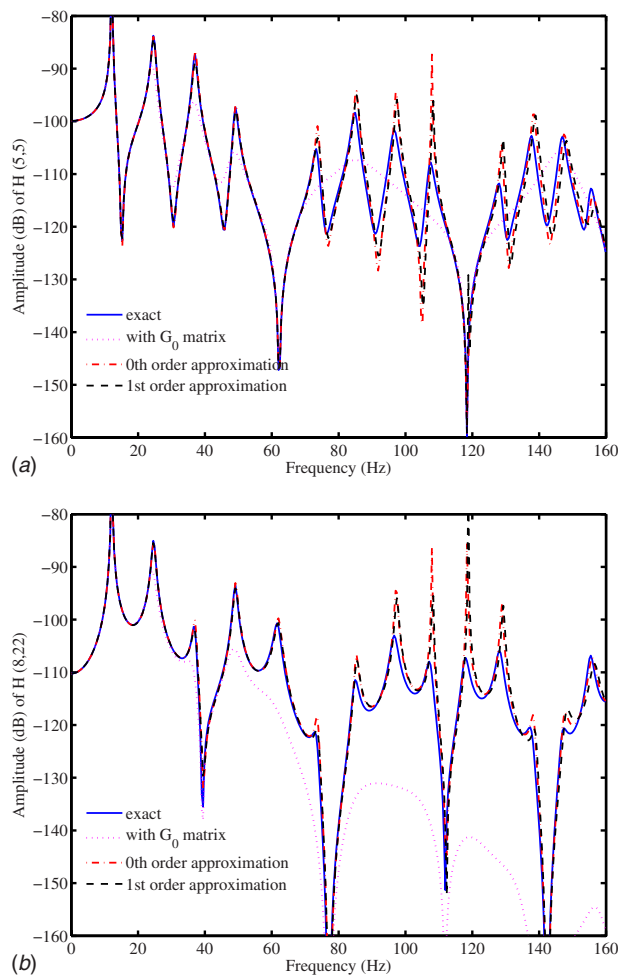 −80
−90
−100
−110
−120
−130
−140
−150
−160
Amplitude (dB) of H (5,5)
exact
with G0 matrix
0th order approximation
1st order approximation
0 20 40 60 80 100 120 140 160
Frequency (Hz)
(a)
−80
−90
−100
−110
−120
−130
−140
−150
−160
Amplitude (dB) of H (8,22)
exact
with G0 matrix
0th order approximation
1st order approximation
0 20 40 60 80 100 120 140 160
Frequency (Hz)
(b)